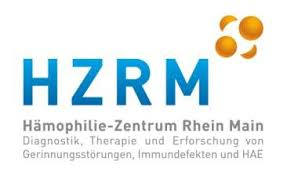 HZRM
Hämophilie-Zentrum Rhein Main
Diagnostik, Therapie und Erforschung von
Gerinnungsstörungen, Immundefekten und HAE